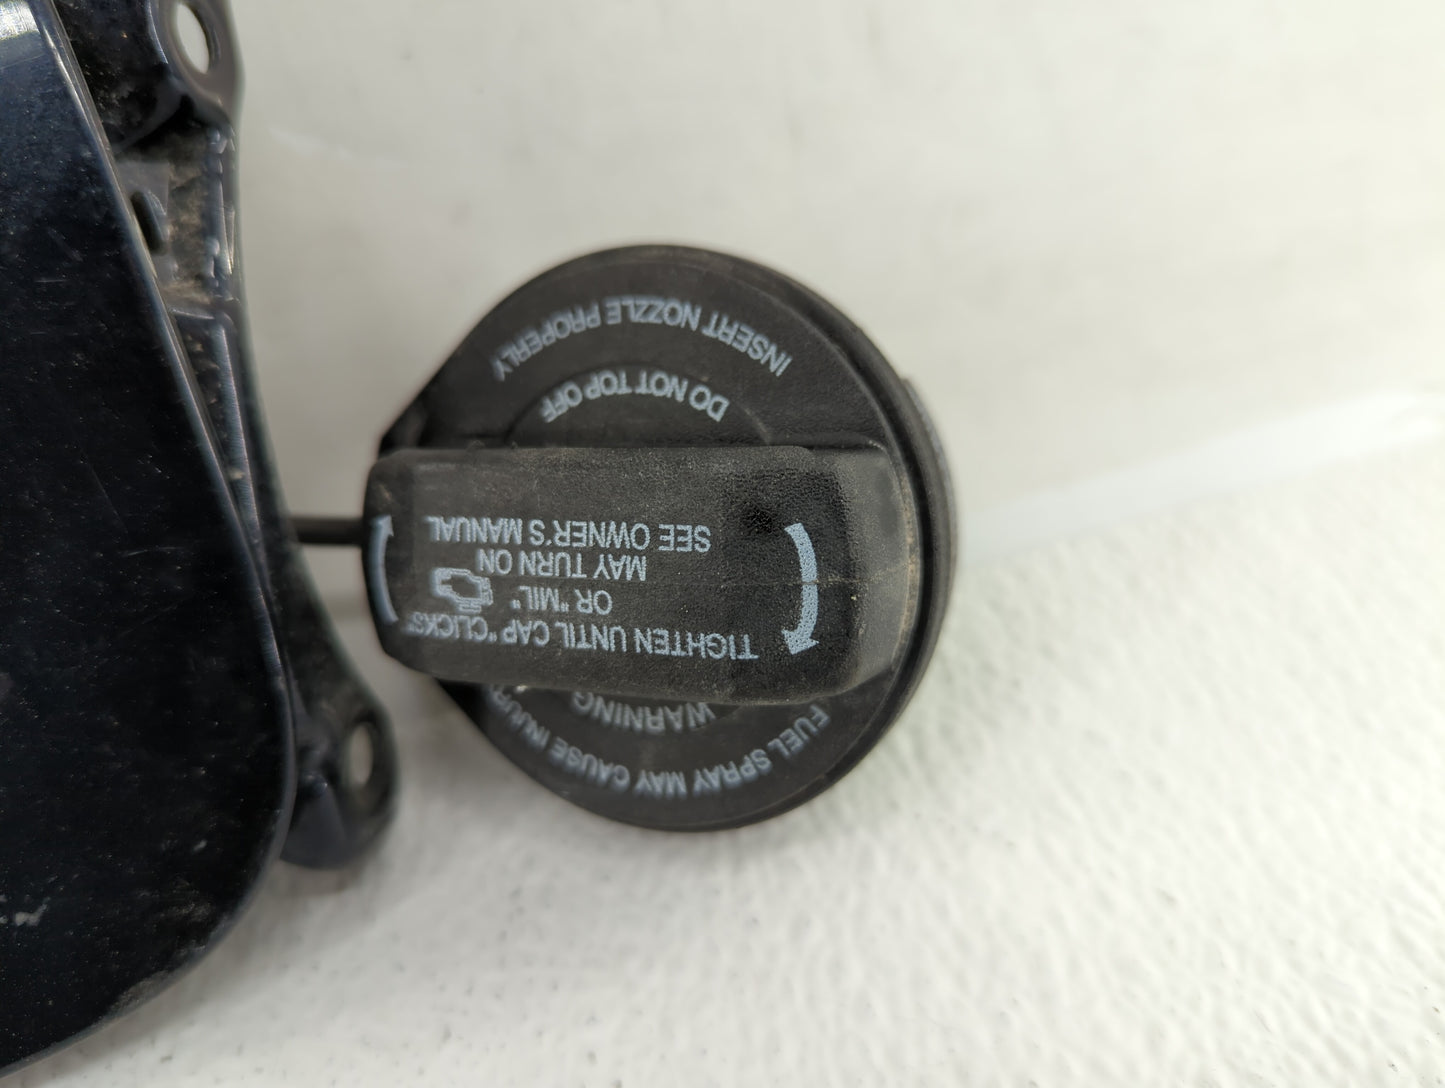 WARNING
FUEL SPRAY MAY CAUSE INJURY
TIGHTEN UNTIL CAP "CLICKS"
OR "MIL"
MAY TURN ON
SEE OWNER'S MANUAL
DO NOT TOP OFF
INSERT NOZZLE PROPERLY